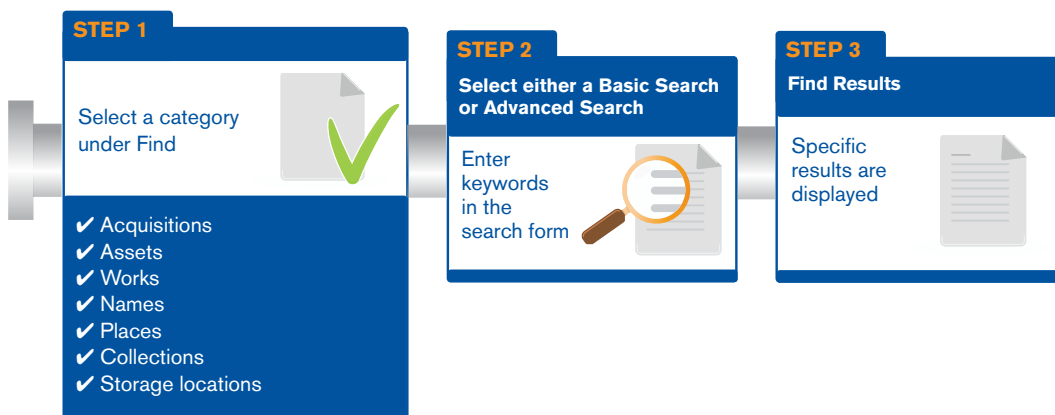 STEP 1
Select a category
under Find
✔ Acquisitions
✔ Assets
✔ Works
✔ Names
✔ Places
✔ Collections
✔ Storage locations
STEP 2
Select either a Basic Search
or Advanced Search
Enter
keywords
in the
search form
STEP 3
Find Results
Specific
results are
displayed